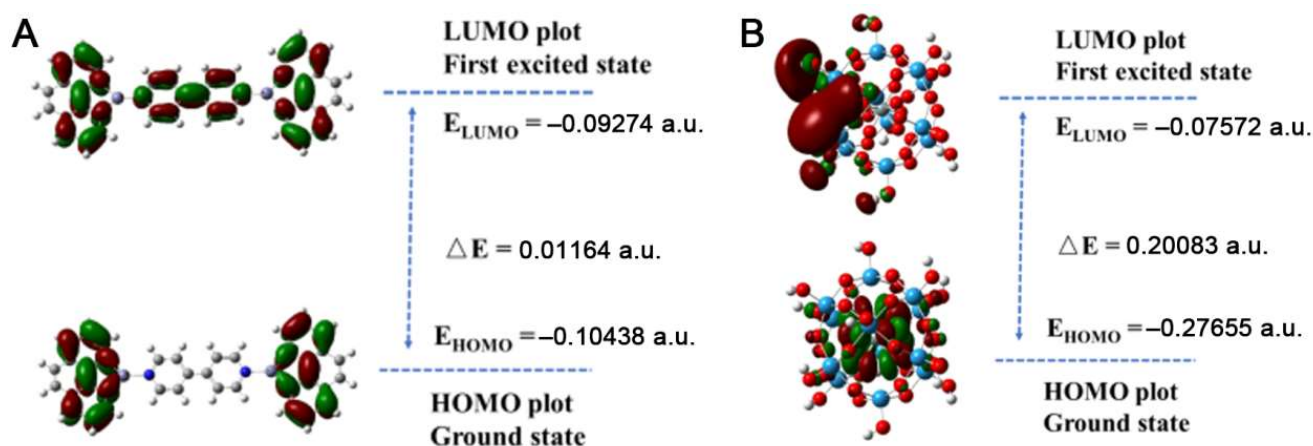 A
LUMO plot
First excited state
E_LUMO = –0.09274 a.u.
△E = 0.01164 a.u.
E_HOMO = –0.10438 a.u.
HOMO plot
Ground state
B
LUMO plot
First excited state
E_LUMO = –0.07572 a.u.
△E = 0.20083 a.u.
E_HOMO = –0.27655 a.u.
HOMO plot
Ground state